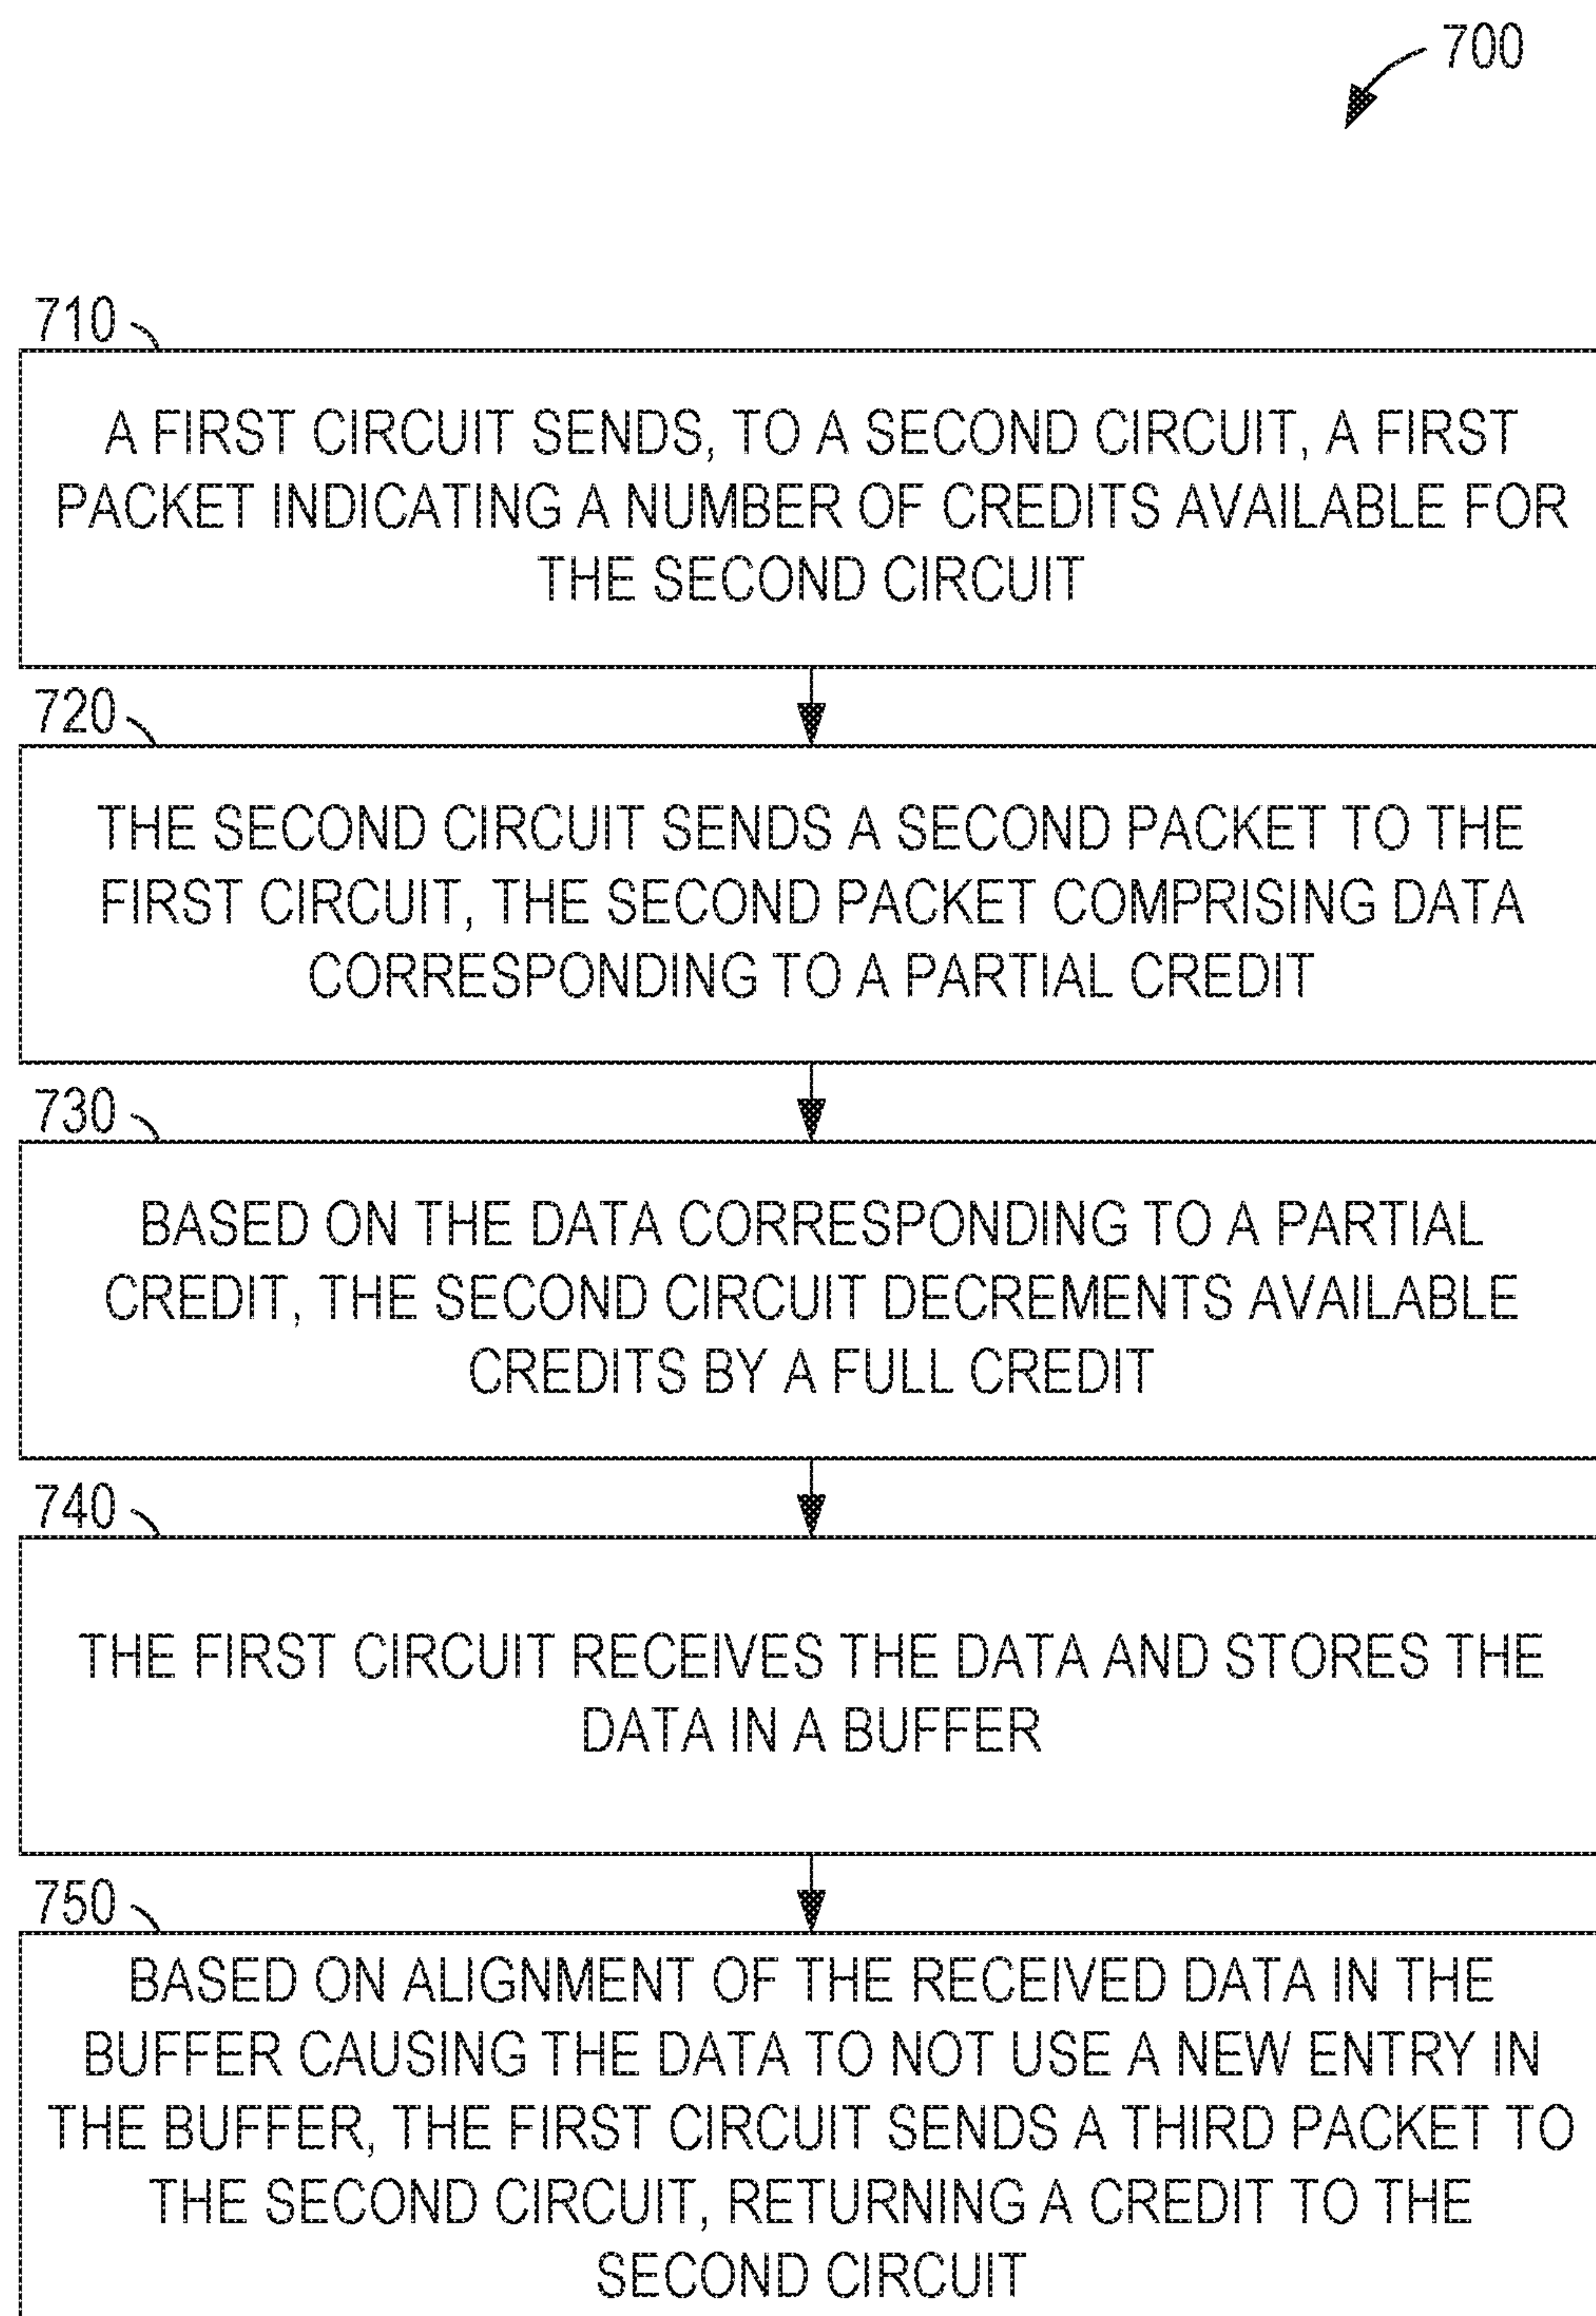 700
710
A FIRST CIRCUIT SENDS, TO A SECOND CIRCUIT, A FIRST
PACKET INDICATING A NUMBER OF CREDITS AVAILABLE FOR
THE SECOND CIRCUIT
720
THE SECOND CIRCUIT SENDS A SECOND PACKET TO THE
FIRST CIRCUIT, THE SECOND PACKET COMPRISING DATA
CORRESPONDING TO A PARTIAL CREDIT
730
BASED ON THE DATA CORRESPONDING TO A PARTIAL
CREDIT, THE SECOND CIRCUIT DECREMENTS AVAILABLE
CREDITS BY A FULL CREDIT
740
THE FIRST CIRCUIT RECEIVES THE DATA AND STORES THE
DATA IN A BUFFER
750
BASED ON ALIGNMENT OF THE RECEIVED DATA IN THE
BUFFER CAUSING THE DATA TO NOT USE A NEW ENTRY IN
THE BUFFER, THE FIRST CIRCUIT SENDS A THIRD PACKET TO
THE SECOND CIRCUIT, RETURNING A CREDIT TO THE
SECOND CIRCUIT